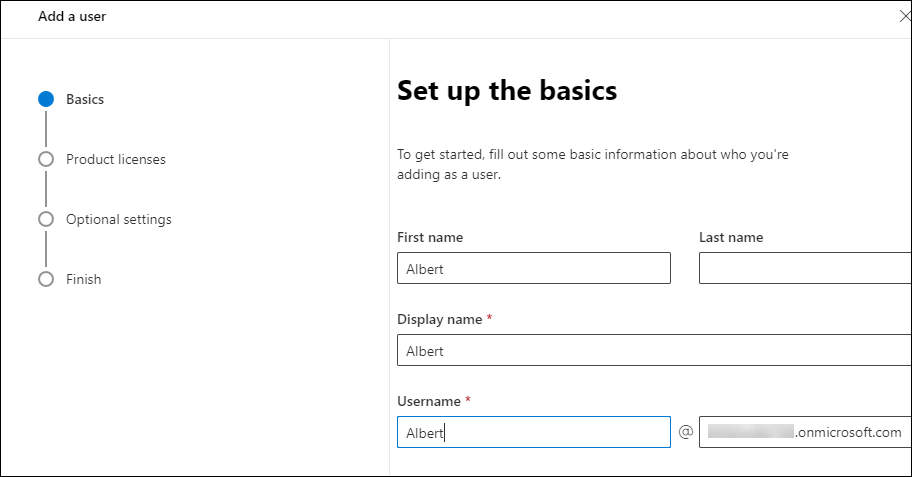 Add a user
Basics
Product licenses
Optional settings
Finish
Set up the basics
To get started, fill out some basic information about who you're
adding as a user.
First name
Last name
Albert
Display name *
Albert
Username *
Albert @ .onmicrosoft.com